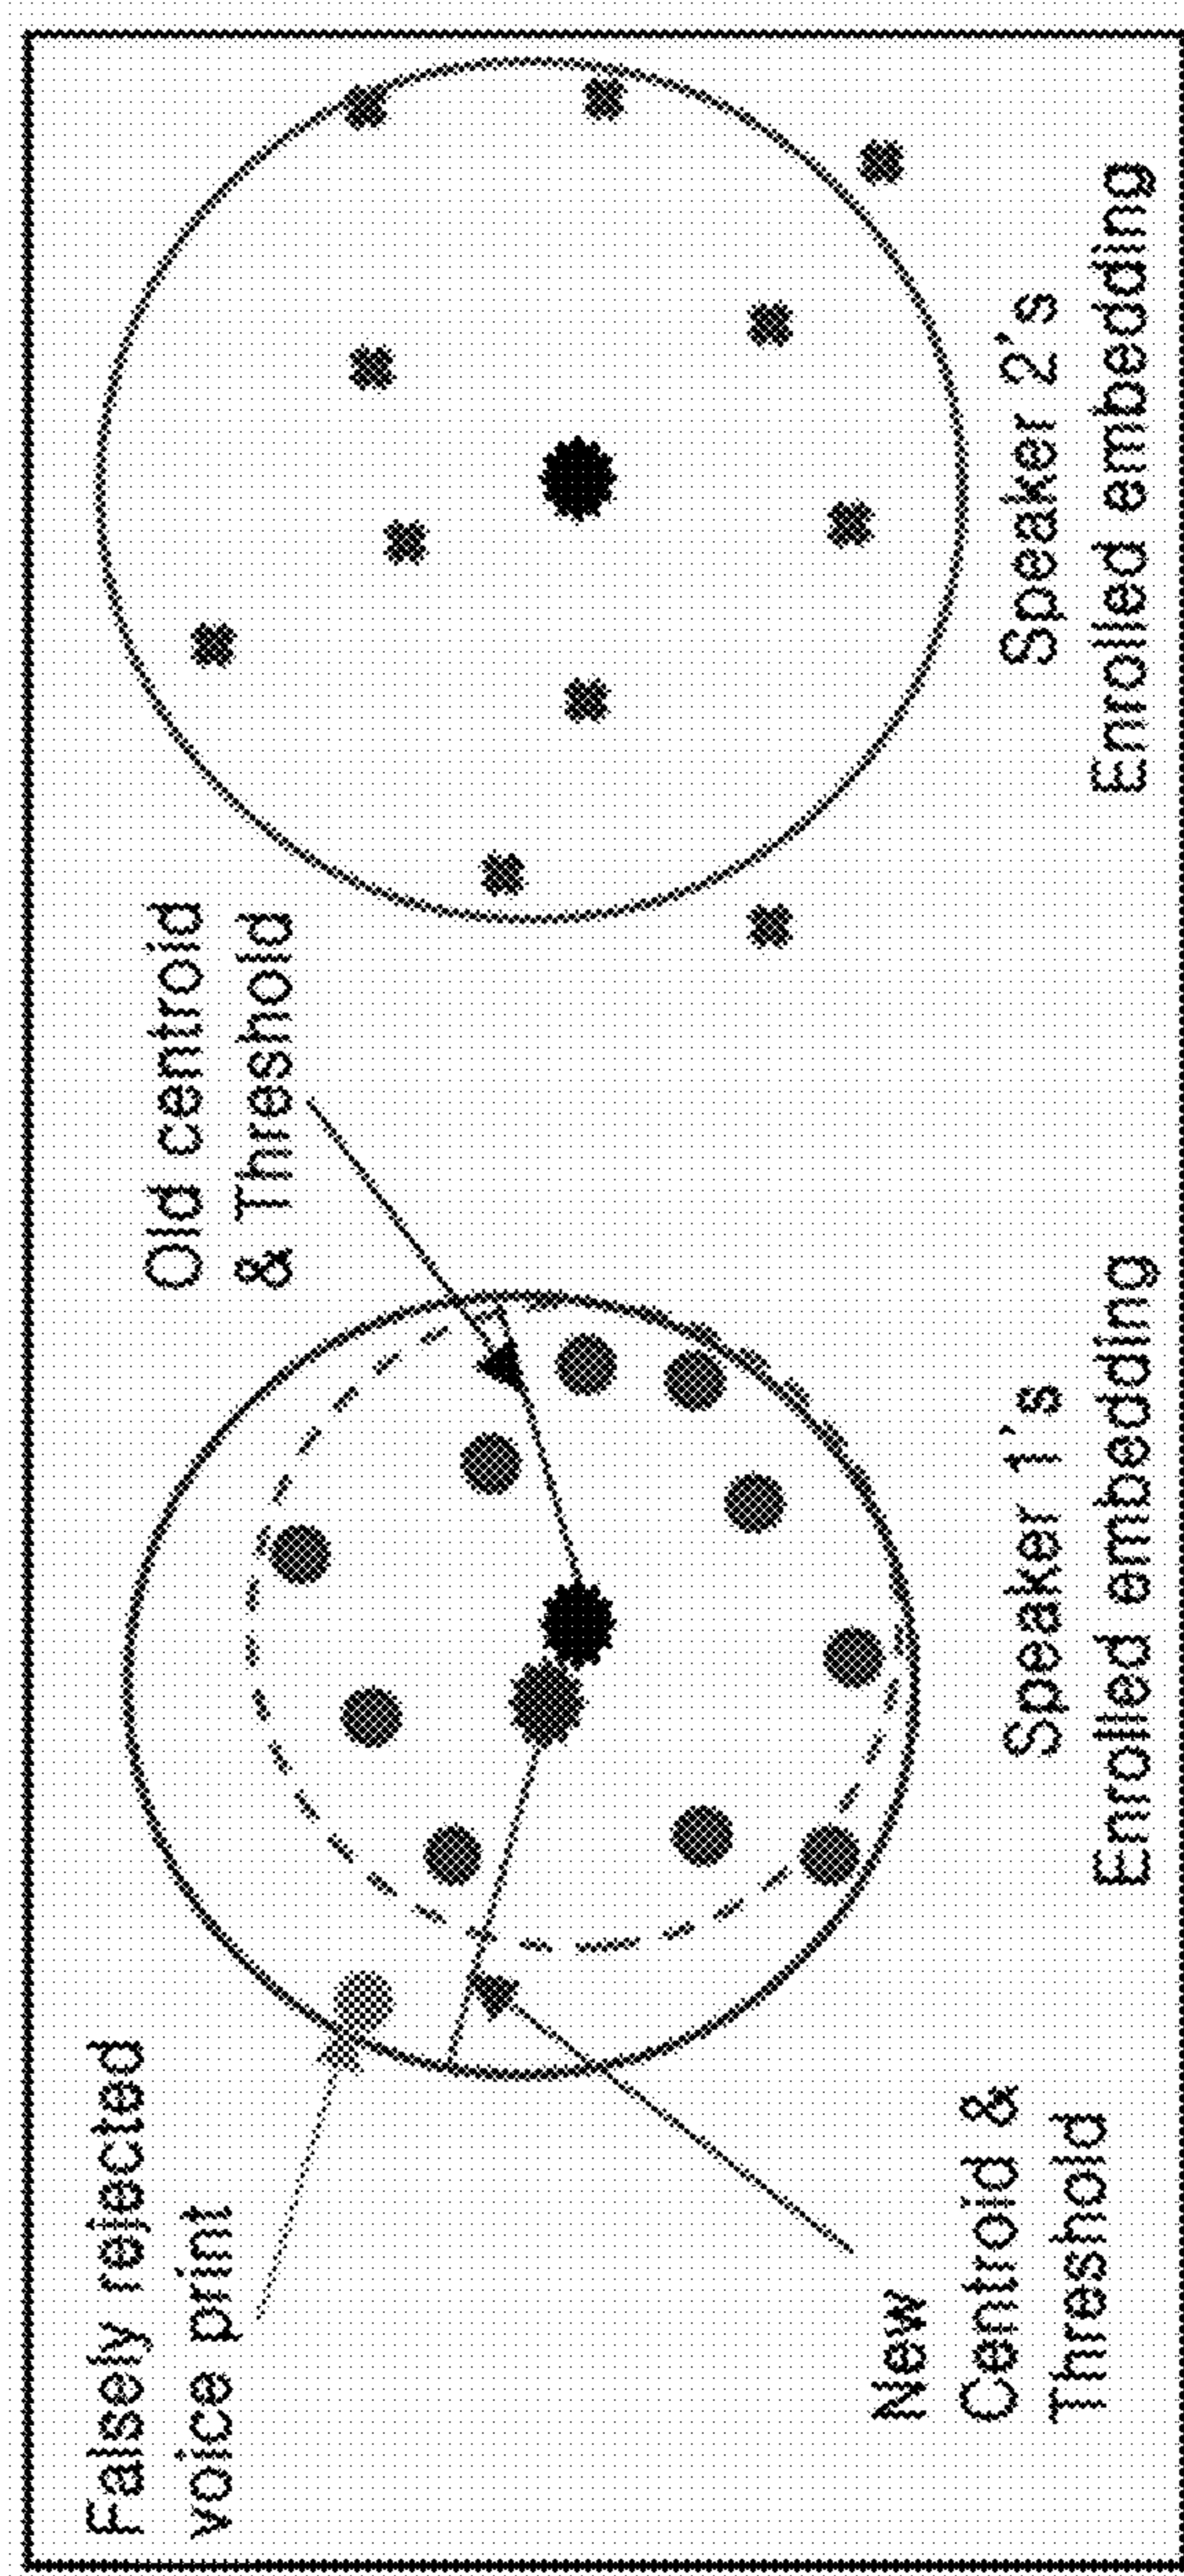 Falsely rejected
voice print
Old centroid
& Threshold
New
Centroid &
Threshold
Speaker 1's
Enrolled embedding
Speaker 2's
Enrolled embedding